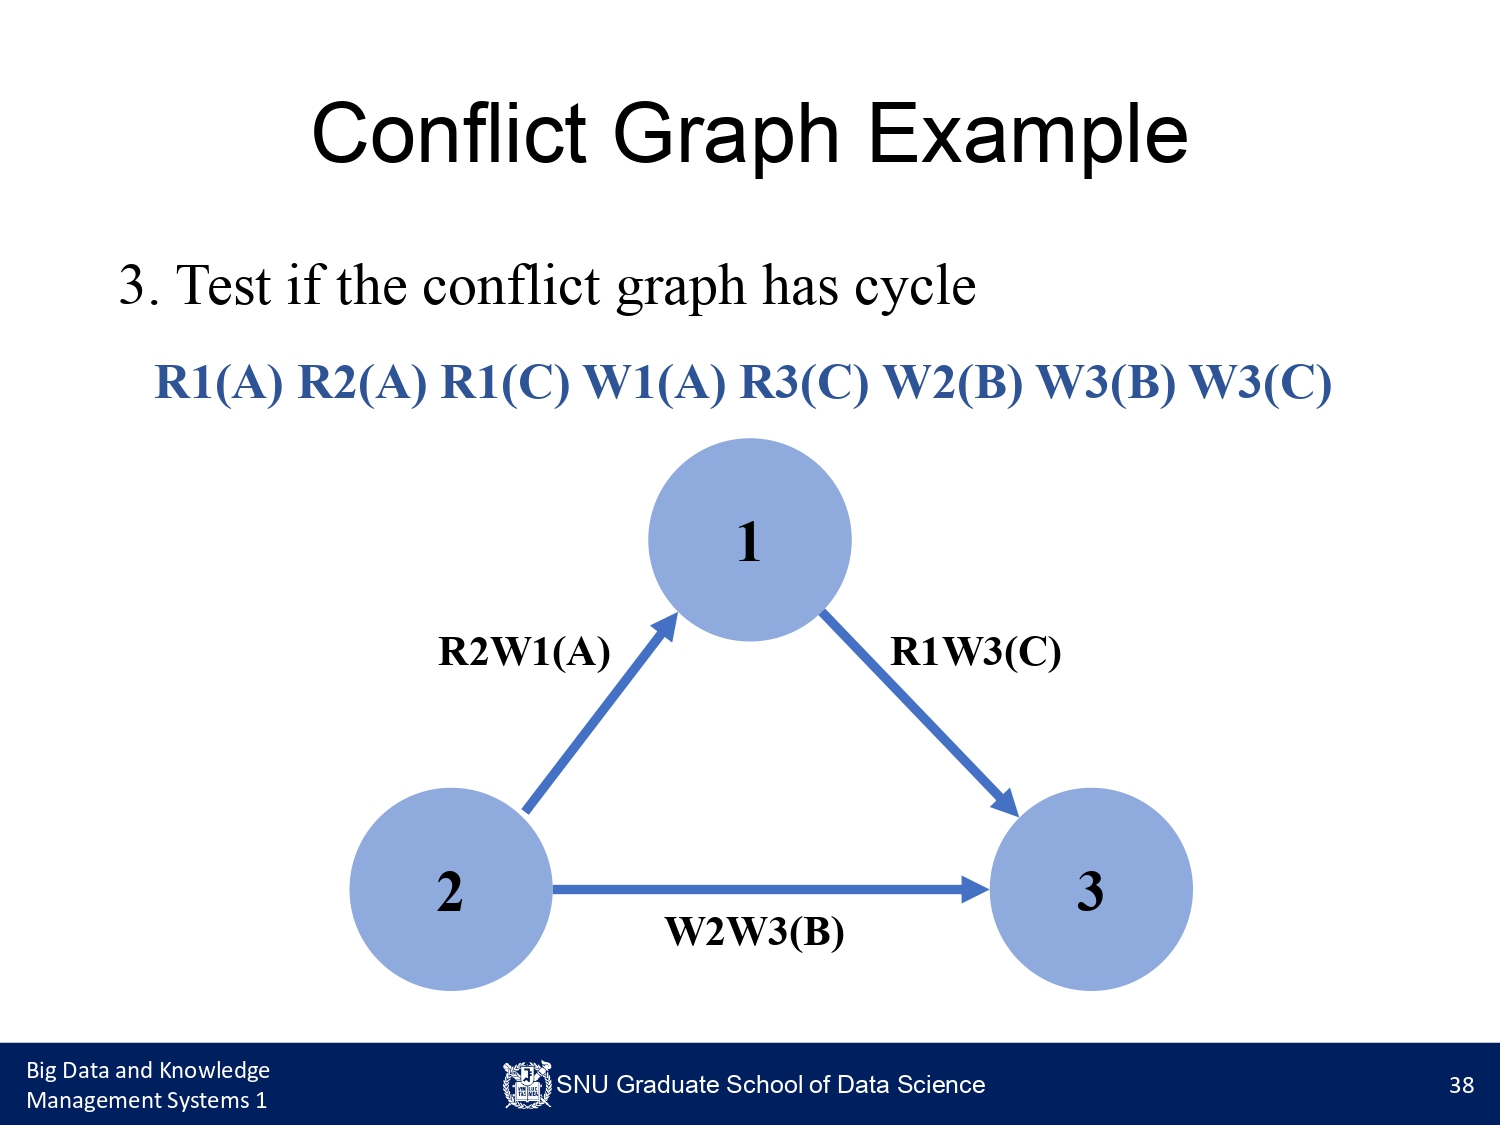 Conflict Graph Example
3. Test if the conflict graph has cycle
R1(A) R2(A) R1(C) W1(A) R3(C) W2(B) W3(B) W3(C)
1
R2W1(A)
R1W3(C)
2
3
W2W3(B)
Big Data and Knowledge
Management Systems 1
SNU Graduate School of Data Science
38